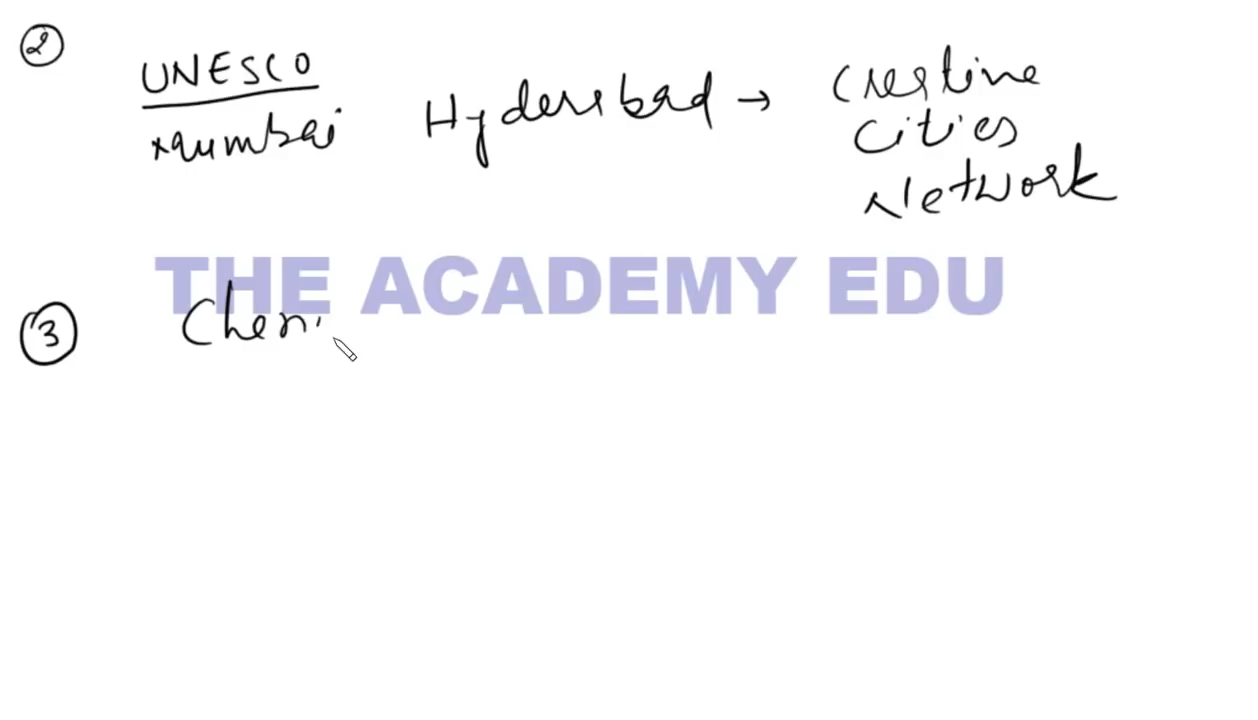 2
UNESCO
Mumbai Hyderabad → Creative
Cities
Network
THE ACADEMY EDU
3 Chen